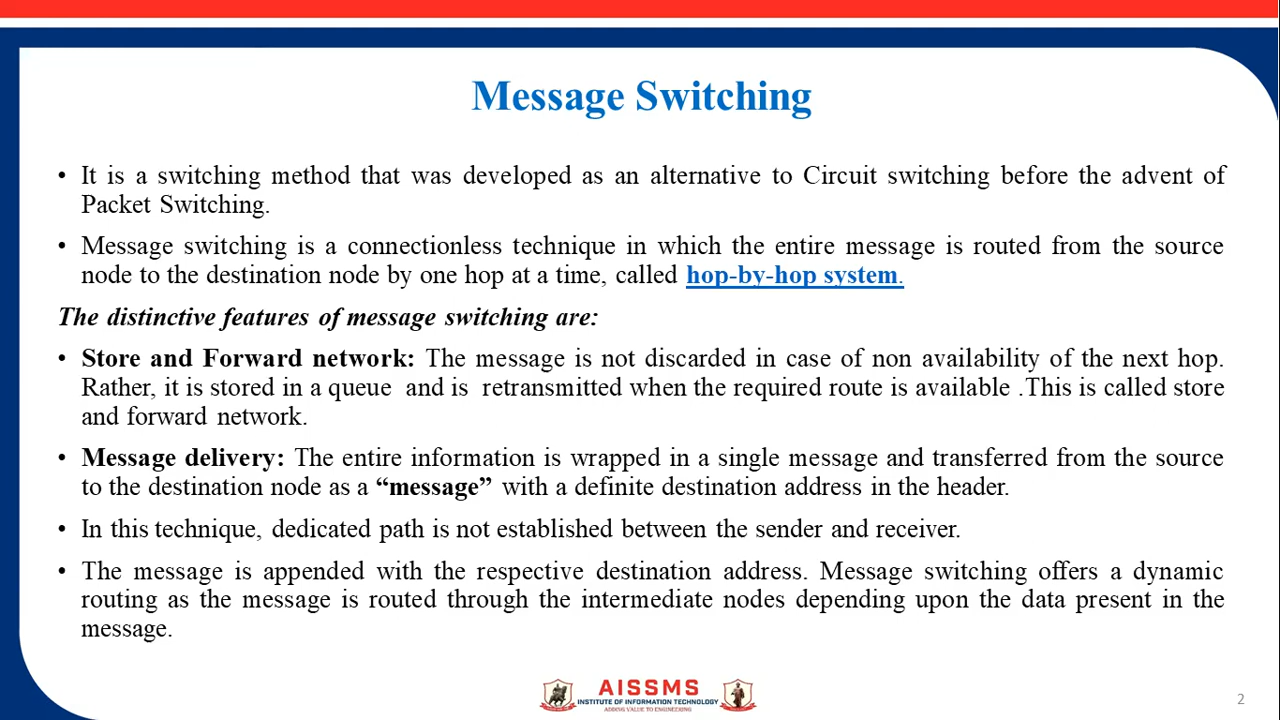 Message Switching
• It is a switching method that was developed as an alternative to Circuit switching before the advent of
Packet Switching.
• Message switching is a connectionless technique in which the entire message is routed from the source
node to the destination node by one hop at a time, called hop-by-hop system.
The distinctive features of message switching are:
• Store and Forward network: The message is not discarded in case of non availability of the next hop.
Rather, it is stored in a queue and is retransmitted when the required route is available .This is called store
and forward network.
• Message delivery: The entire information is wrapped in a single message and transferred from the source
to the destination node as a “message” with a definite destination address in the header.
• In this technique, dedicated path is not established between the sender and receiver.
• The message is appended with the respective destination address. Message switching offers a dynamic
routing as the message is routed through the intermediate nodes depending upon the data present in the
message.
AISSMS
INSTITUTE OF INFORMATION TECHNOLOGY
ADDING VALUE TO ENGINEERING
2